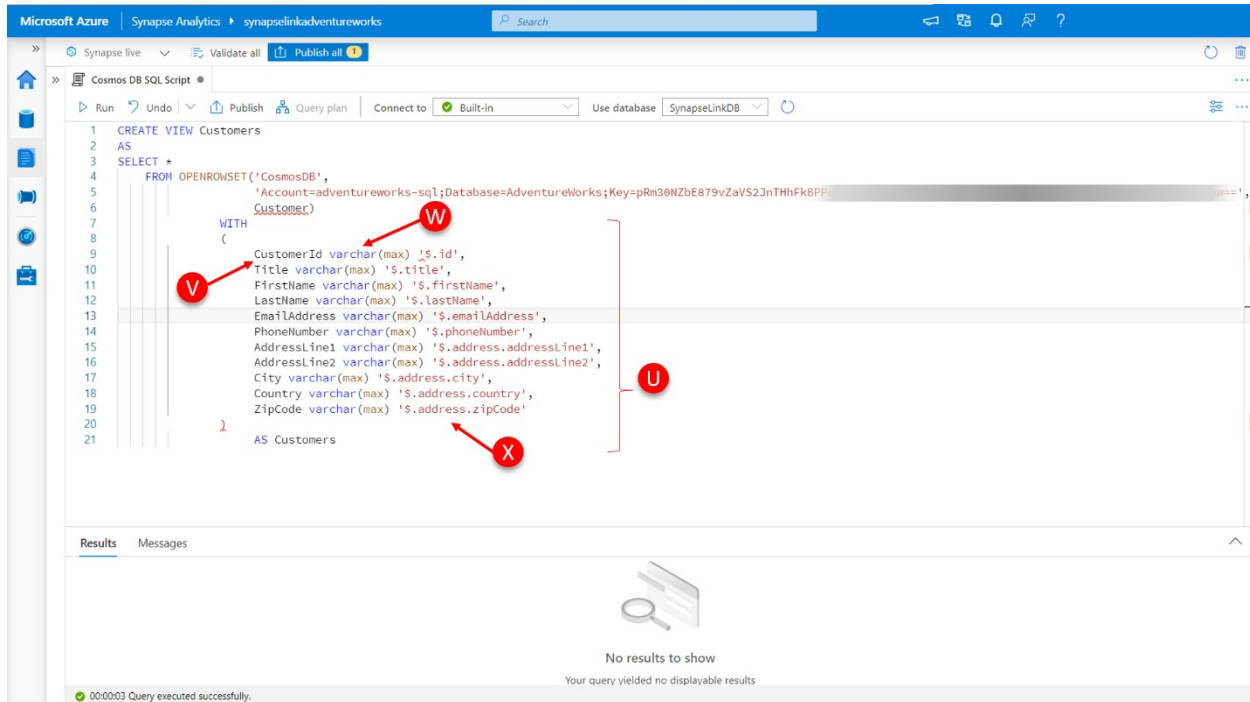 Microsoft Azure Synapse Analytics ▸ synapselinkadventureworks Search ?
» Synapse live Validate all Publish all 1
» Cosmos DB SQL Script ● ...
Run Undo Publish Query plan Connect to Built-in Use database SynapseLinkDB ...
1 CREATE VIEW Customers
2 AS
3 SELECT *
4 FROM OPENROWSET('CosmosDB',
5 'Account=adventureworks-sql;Database=AdventureWorks;Key=pRm30NZbE879vZaVS2JnTHhFkBPP ==',
6 Customer)
W
7 WITH
8 (
9 CustomerId varchar(max) '$.id',
10 Title varchar(max) '$.title',
V
11 FirstName varchar(max) '$.firstName',
12 LastName varchar(max) '$.lastName',
13 EmailAddress varchar(max) '$.emailAddress',
14 PhoneNumber varchar(max) '$.phoneNumber',
15 AddressLine1 varchar(max) '$.address.addressLine1',
16 AddressLine2 varchar(max) '$.address.addressLine2',
17 City varchar(max) '$.address.city',
U
18 Country varchar(max) '$.address.country',
19 ZipCode varchar(max) '$.address.zipCode'
20 )
21 AS Customers
X
Results Messages
No results to show
Your query yielded no displayable results
00:00:03 Query executed successfully.